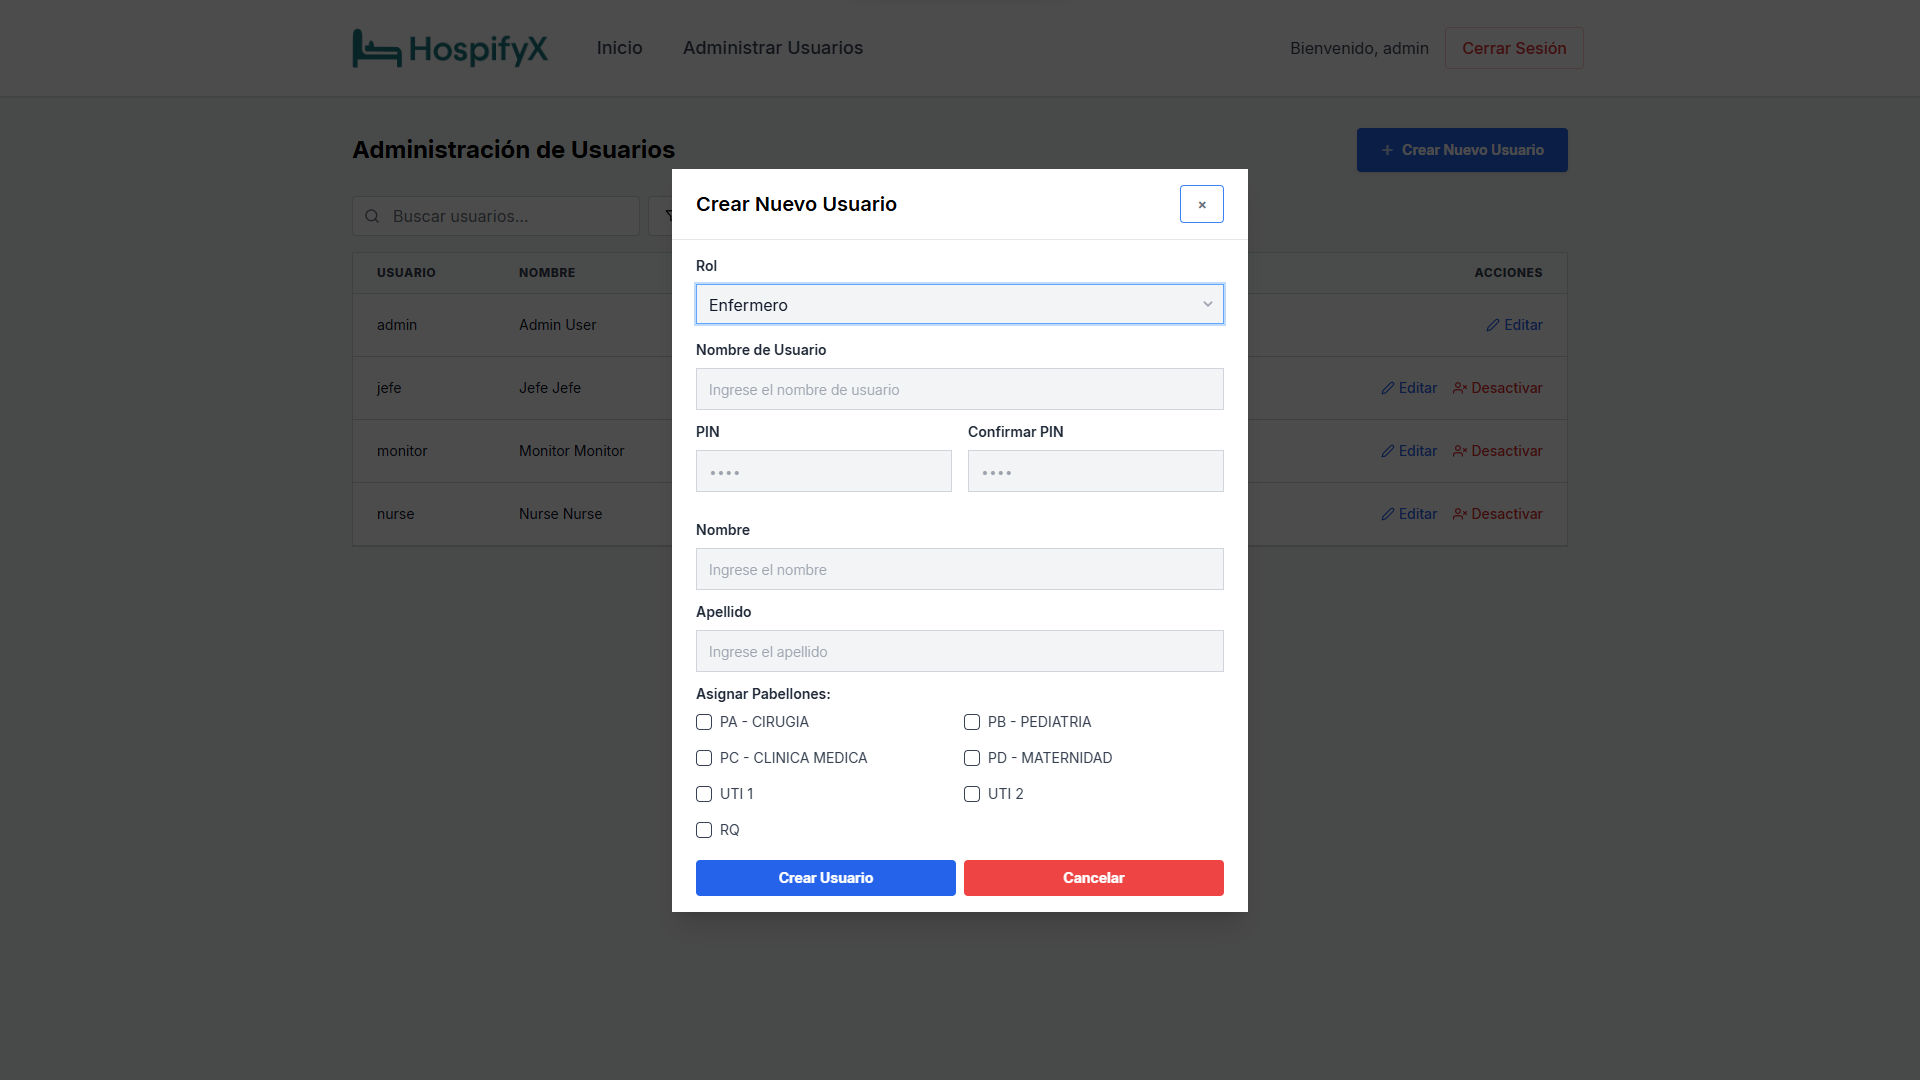 HospifyX
Inicio
Administrar Usuarios
Bienvenido, admin
Cerrar Sesión
Administración de Usuarios
+ Crear Nuevo Usuario
Buscar usuarios...
USUARIO NOMBRE ACCIONES
admin Admin User Editar
jefe Jefe Jefe Editar Desactivar
monitor Monitor Monitor Editar Desactivar
nurse Nurse Nurse Editar Desactivar
Crear Nuevo Usuario
×
Rol
Enfermero
Nombre de Usuario
Ingrese el nombre de usuario
PIN Confirmar PIN
•••• ••••
Nombre
Ingrese el nombre
Apellido
Ingrese el apellido
Asignar Pabellones:
PA - CIRUGIA PB - PEDIATRIA
PC - CLINICA MEDICA PD - MATERNIDAD
UTI 1 UTI 2
RQ
Crear Usuario Cancelar